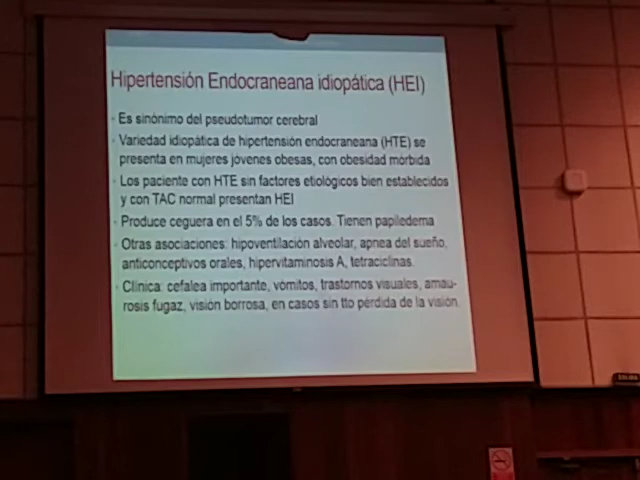 Hipertensión Endocraneana idiopática (HEI)
· Es sinónimo del pseudotumor cerebral
· Variedad idiopática de hipertensión endocraneana (HTE) se
presenta en mujeres jóvenes obesas, con obesidad mórbida
· Los paciente con HTE sin factores etiológicos bien establecidos
y con TAC normal presentan HEI
· Produce ceguera en el 5% de los casos. Tienen papiledema
· Otras asociaciones: hipoventilación alveolar, apnea del sueño,
anticonceptivos orales, hipervitaminosis A, tetraciclinas.
· Clínica: cefalea importante, vómitos, trastornos visuales, amau-
rosis fugaz, visión borrosa, en casos sin tto pérdida de la visión.